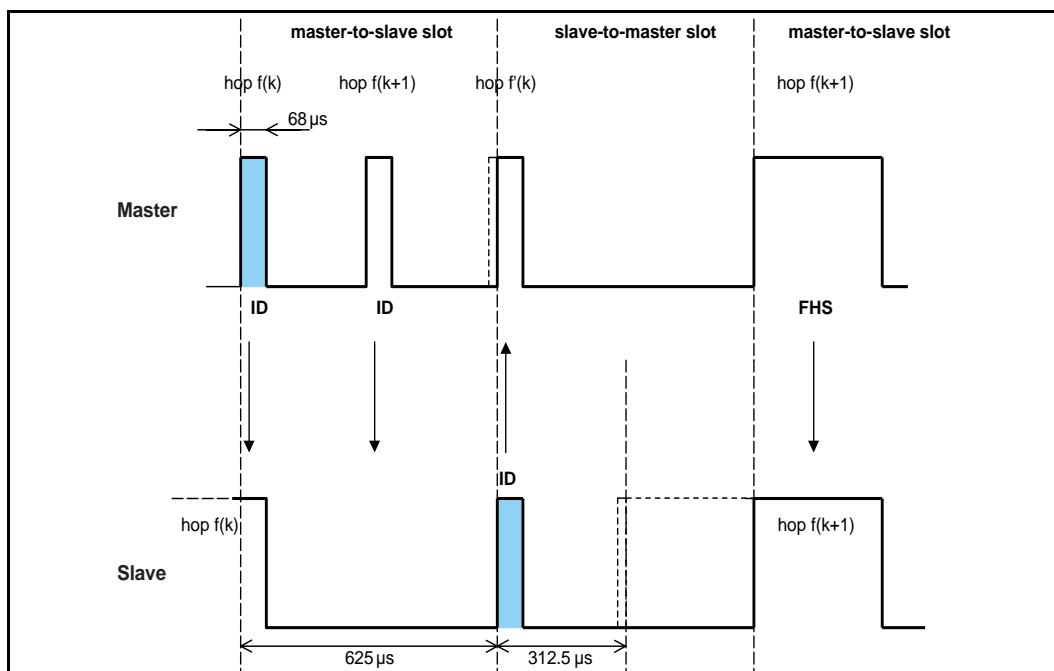 master-to-slave slot
slave-to-master slot
master-to-slave slot
hop f(k)
hop f(k+1)
hop f'(k)
hop f(k+1)
68 µs
Master
ID
ID
FHS
ID
hop f(k)
hop f(k+1)
Slave
625 µs
312.5 µs